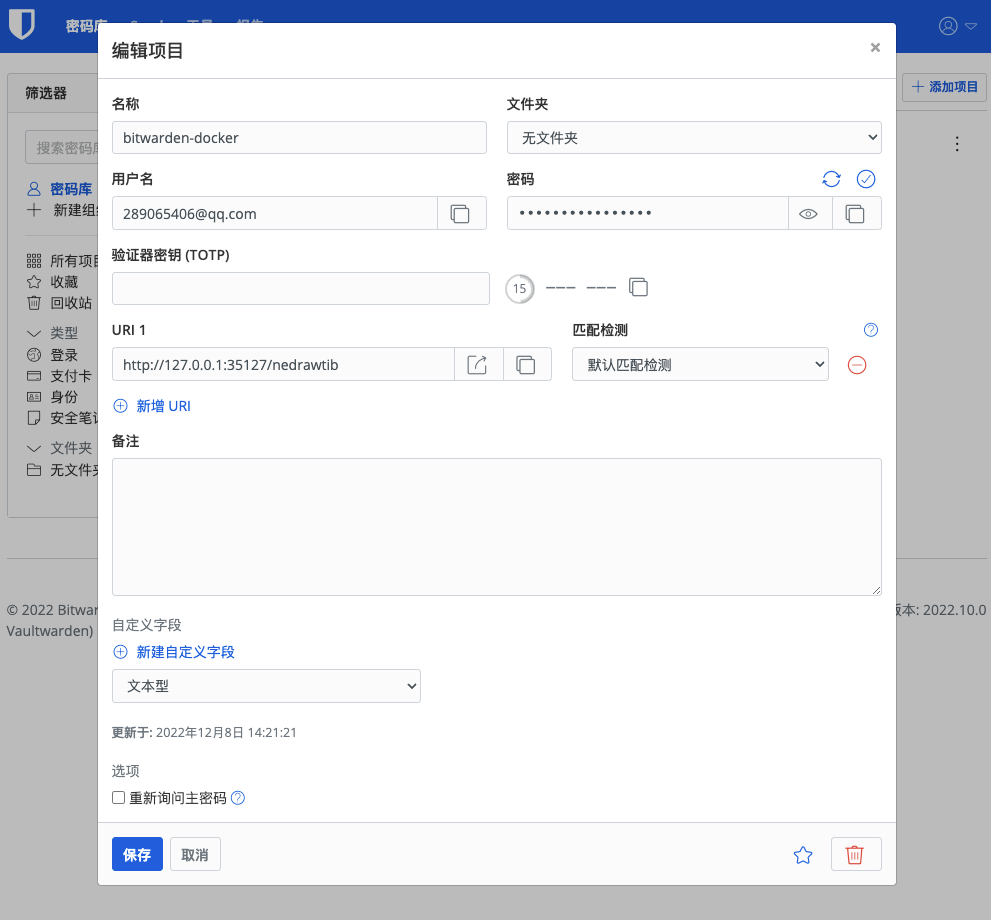 密码库
编辑项目
×
筛选器
添加项目
名称
文件夹
bitwarden-docker
无文件夹
搜索密码库
密码库
新建组织
用户名
密码
289065406@qq.com
••••••••••••••••
验证器密钥 (TOTP)
所有项目
收藏
15
回收站
类型
URI 1
匹配检测
登录
http://127.0.0.1:35127/nedrawtib
默认匹配检测
支付卡
身份
新增 URI
安全笔记
备注
文件夹
无文件夹
© 2022 Bitwar
版本: 2022.10.0
Vaultwarden)
自定义字段
新建自定义字段
文本型
更新于: 2022年12月8日 14:21:21
选项
重新询问主密码
保存
取消